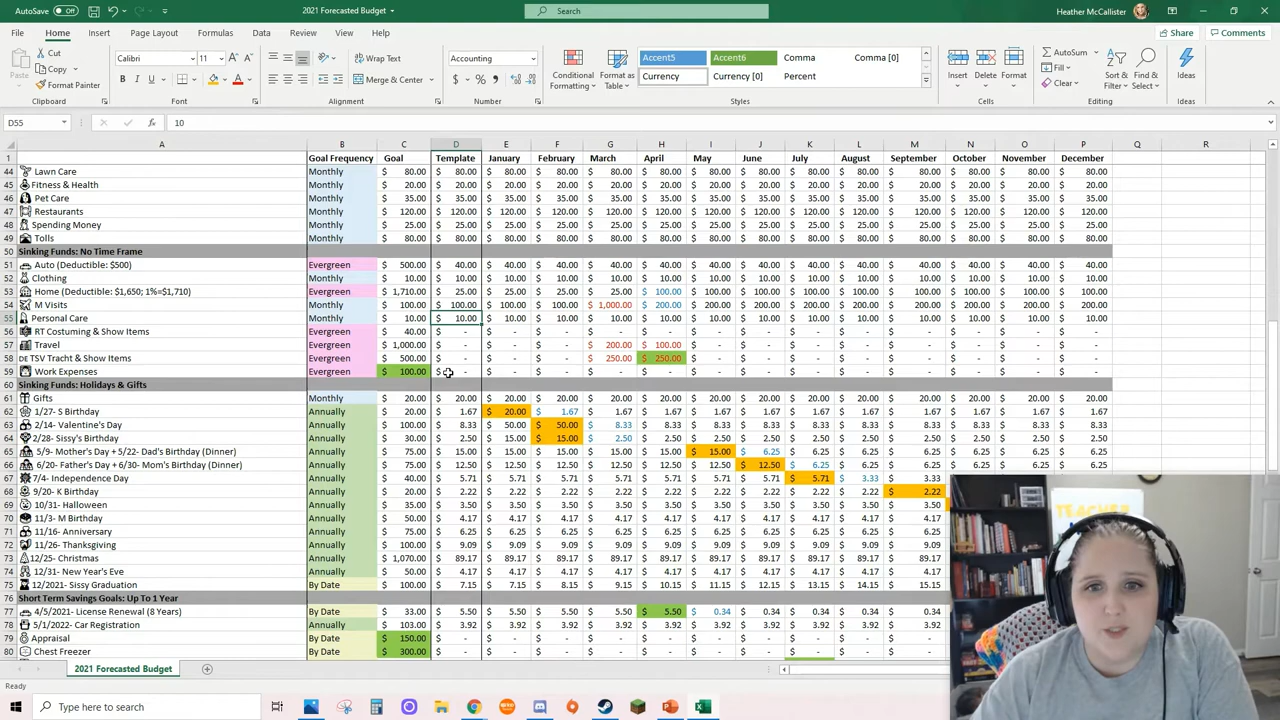 AutoSave Off 2021 Forecasted Budget Search Heather McCallister
File Home Insert Page Layout Formulas Data Review View Help Share Comments
Cut Calibri 11 Wrap Text Accounting Accent5 Accent6 Comma Comma [0] AutoSum
Paste Copy Format Painter B I U Merge & Center $ % Conditional Formatting Format as Table Currency Currency [0] Percent Insert Delete Format Fill Clear Sort & Filter Find & Select Ideas
Clipboard Font Alignment Number Styles Cells Editing Ideas
D55 fx 10
A B C D E F G H I J K L M N O P Q R
1 Goal Frequency Goal Template January February March April May June July August September October November December
44 Lawn Care Monthly $ 80.00 $ 80.00 $ 80.00 $ 80.00 $ 80.00 $ 80.00 $ 80.00 $ 80.00 $ 80.00 $ 80.00 $ 80.00 $ 80.00 $ 80.00 $ 80.00
45 Fitness & Health Monthly $ 20.00 $ 20.00 $ 20.00 $ 20.00 $ 20.00 $ 20.00 $ 20.00 $ 20.00 $ 20.00 $ 20.00 $ 20.00 $ 20.00 $ 20.00 $ 20.00
46 Pet Care Monthly $ 35.00 $ 35.00 $ 35.00 $ 35.00 $ 35.00 $ 35.00 $ 35.00 $ 35.00 $ 35.00 $ 35.00 $ 35.00 $ 35.00 $ 35.00 $ 35.00
47 Restaurants Monthly $ 120.00 $ 120.00 $ 120.00 $ 120.00 $ 120.00 $ 120.00 $ 120.00 $ 120.00 $ 120.00 $ 120.00 $ 120.00 $ 120.00 $ 120.00 $ 120.00
48 Spending Money Monthly $ 25.00 $ 25.00 $ 25.00 $ 25.00 $ 25.00 $ 25.00 $ 25.00 $ 25.00 $ 25.00 $ 25.00 $ 25.00 $ 25.00 $ 25.00 $ 25.00
49 Tolls Monthly $ 80.00 $ 80.00 $ 80.00 $ 80.00 $ 80.00 $ 80.00 $ 80.00 $ 80.00 $ 80.00 $ 80.00 $ 80.00 $ 80.00 $ 80.00 $ 80.00
50 Sinking Funds: No Time Frame
51 Auto (Deductible: $500) Evergreen $ 500.00 $ 40.00 $ 40.00 $ 40.00 $ 40.00 $ 40.00 $ 40.00 $ 40.00 $ 40.00 $ 40.00 $ 40.00 $ 40.00 $ 40.00 $ 40.00
52 Clothing Monthly $ 10.00 $ 10.00 $ 10.00 $ 10.00 $ 10.00 $ 10.00 $ 10.00 $ 10.00 $ 10.00 $ 10.00 $ 10.00 $ 10.00 $ 10.00 $ 10.00
53 Home (Deductible: $1,650; 1%=$1,710) Evergreen $ 1,710.00 $ 25.00 $ 25.00 $ 25.00 $ 25.00 $ 100.00 $ 100.00 $ 100.00 $ 100.00 $ 100.00 $ 100.00 $ 100.00 $ 100.00 $ 100.00
54 M Visits Monthly $ 100.00 $ 100.00 $ 100.00 $ 100.00 $ 1,000.00 $ 200.00 $ 200.00 $ 200.00 $ 200.00 $ 200.00 $ 200.00 $ 200.00 $ 200.00 $ 200.00
55 Personal Care Monthly $ 10.00 $ 10.00 $ 10.00 $ 10.00 $ 10.00 $ 10.00 $ 10.00 $ 10.00 $ 10.00 $ 10.00 $ 10.00 $ 10.00 $ 10.00 $ 10.00
56 RT Costuming & Show Items Evergreen $ 40.00 $ - $ - $ - $ - $ - $ - $ - $ - $ - $ - $ - $ - $ -
57 Travel Evergreen $ 1,000.00 $ - $ - $ - $ 200.00 $ 100.00 $ - $ - $ - $ - $ - $ - $ - $ -
58 DE TSV Tracht & Show Items Evergreen $ 500.00 $ - $ - $ - $ 250.00 $ 250.00 $ - $ - $ - $ - $ - $ - $ - $ -
59 Work Expenses Evergreen $ 100.00 $ - $ - $ - $ - $ - $ - $ - $ - $ - $ - $ - $ - $ -
60 Sinking Funds: Holidays & Gifts
61 Gifts Monthly $ 20.00 $ 20.00 $ 20.00 $ 20.00 $ 20.00 $ 20.00 $ 20.00 $ 20.00 $ 20.00 $ 20.00 $ 20.00 $ 20.00 $ 20.00 $ 20.00
62 1/27- S Birthday Annually $ 20.00 $ 1.67 $ 20.00 $ 1.67 $ 1.67 $ 1.67 $ 1.67 $ 1.67 $ 1.67 $ 1.67 $ 1.67 $ 1.67 $ 1.67 $ 1.67
63 2/14- Valentine's Day Annually $ 100.00 $ 8.33 $ 50.00 $ 50.00 $ 8.33 $ 8.33 $ 8.33 $ 8.33 $ 8.33 $ 8.33 $ 8.33 $ 8.33 $ 8.33 $ 8.33
64 2/28- Sissy's Birthday Annually $ 30.00 $ 2.50 $ 15.00 $ 15.00 $ 2.50 $ 2.50 $ 2.50 $ 2.50 $ 2.50 $ 2.50 $ 2.50 $ 2.50 $ 2.50 $ 2.50
65 5/9- Mother's Day + 5/22- Dad's Birthday (Dinner) Annually $ 75.00 $ 15.00 $ 15.00 $ 15.00 $ 15.00 $ 15.00 $ 15.00 $ 6.25 $ 6.25 $ 6.25 $ 6.25 $ 6.25 $ 6.25 $ 6.25
66 6/20- Father's Day + 6/30- Mom's Birthday (Dinner) Annually $ 75.00 $ 12.50 $ 12.50 $ 12.50 $ 12.50 $ 12.50 $ 12.50 $ 12.50 $ 6.25 $ 6.25 $ 6.25 $ 6.25 $ 6.25 $ 6.25
67 7/4- Independence Day Annually $ 40.00 $ 5.71 $ 5.71 $ 5.71 $ 5.71 $ 5.71 $ 5.71 $ 5.71 $ 5.71 $ 3.33 $ 3.33
68 9/20- K Birthday Annually $ 20.00 $ 2.22 $ 2.22 $ 2.22 $ 2.22 $ 2.22 $ 2.22 $ 2.22 $ 2.22 $ 2.22 $ 2.22
69 10/31- Halloween Annually $ 35.00 $ 3.50 $ 3.50 $ 3.50 $ 3.50 $ 3.50 $ 3.50 $ 3.50 $ 3.50 $ 3.50 $ 3.50
70 11/3- M Birthday Annually $ 50.00 $ 4.17 $ 4.17 $ 4.17 $ 4.17 $ 4.17 $ 4.17 $ 4.17 $ 4.17 $ 4.17 $ 4.17
71 11/16- Anniversary Annually $ 75.00 $ 6.25 $ 6.25 $ 6.25 $ 6.25 $ 6.25 $ 6.25 $ 6.25 $ 6.25 $ 6.25 $ 6.25
72 11/26- Thanksgiving Annually $ 100.00 $ 9.09 $ 9.09 $ 9.09 $ 9.09 $ 9.09 $ 9.09 $ 9.09 $ 9.09 $ 9.09 $ 9.09
73 12/25- Christmas Annually $ 1,070.00 $ 89.17 $ 89.17 $ 89.17 $ 89.17 $ 89.17 $ 89.17 $ 89.17 $ 89.17 $ 89.17 $ 89.17
74 12/31- New Year's Eve Annually $ 50.00 $ 4.17 $ 4.17 $ 4.17 $ 4.17 $ 4.17 $ 4.17 $ 4.17 $ 4.17 $ 4.17 $ 4.17
75 12/2021- Sissy Graduation By Date $ 100.00 $ 7.15 $ 7.15 $ 8.15 $ 9.15 $ 10.15 $ 11.15 $ 12.15 $ 13.15 $ 14.15 $ 15.15
76 Short Term Savings Goals: Up To 1 Year
77 4/5/2021- License Renewal (8 Years) By Date $ 33.00 $ 5.50 $ 5.50 $ 5.50 $ 5.50 $ 5.50 $ 0.34 $ 0.34 $ 0.34 $ 0.34 $ 0.34
78 5/1/2022- Car Registration Annually $ 103.00 $ 3.92 $ 3.92 $ 3.92 $ 3.92 $ 3.92 $ 3.92 $ 3.92 $ 3.92 $ 3.92 $ 3.92
79 Appraisal By Date $ 150.00 $ - $ - $ - $ - $ - $ - $ - $ - $ - $ -
80 Chest Freezer By Date $ 300.00 $ - $ - $ - $ - $ - $ - $ - $ - $ - $ -
2021 Forecasted Budget
Ready
Type here to search